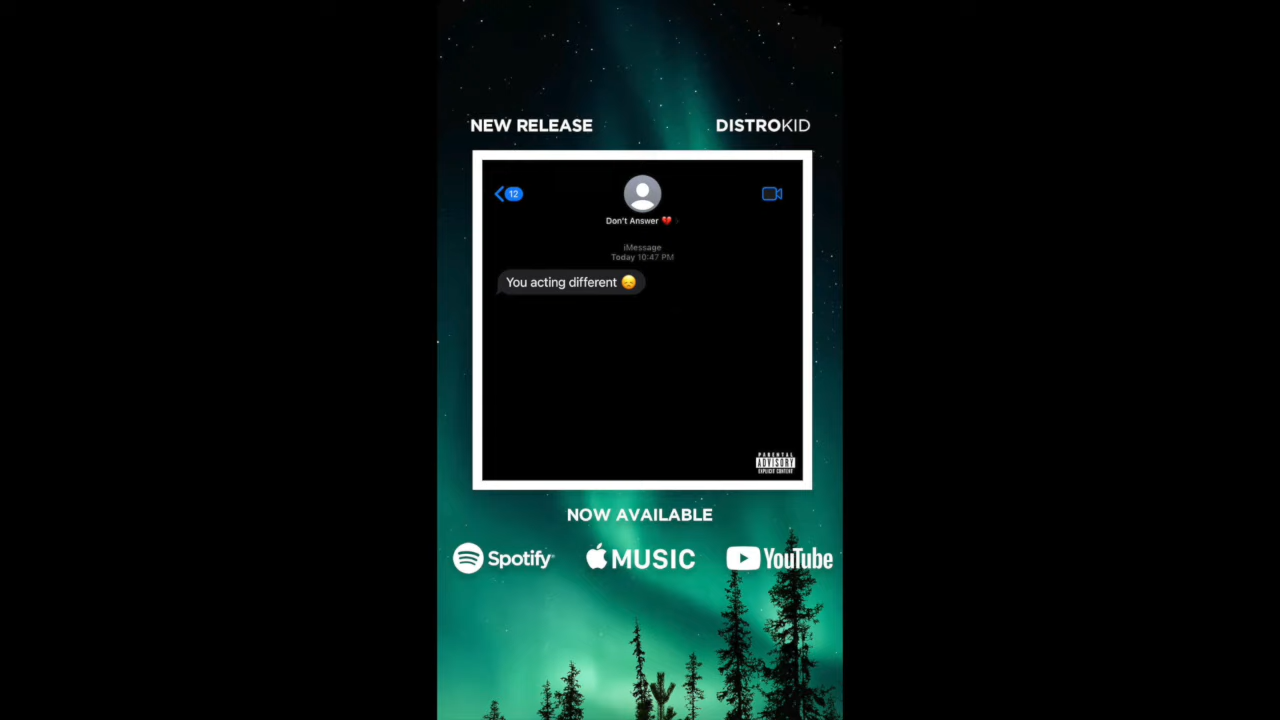 NEW RELEASE
DISTROKID
12
Don't Answer 💔 >
iMessage
Today 10:47 PM
You acting different 😞
PARENTAL
ADVISORY
EXPLICIT CONTENT
NOW AVAILABLE
Spotify
MUSIC
YouTube